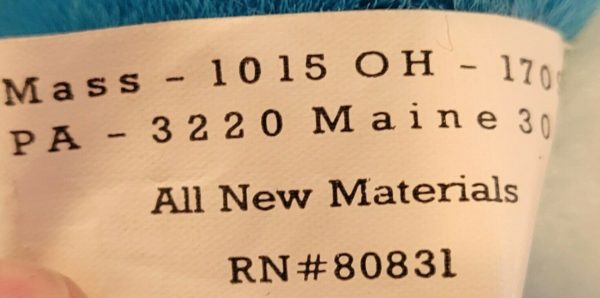 Mass - 1015 OH - 170
PA - 3220 Maine 30
All New Materials
RN#80831